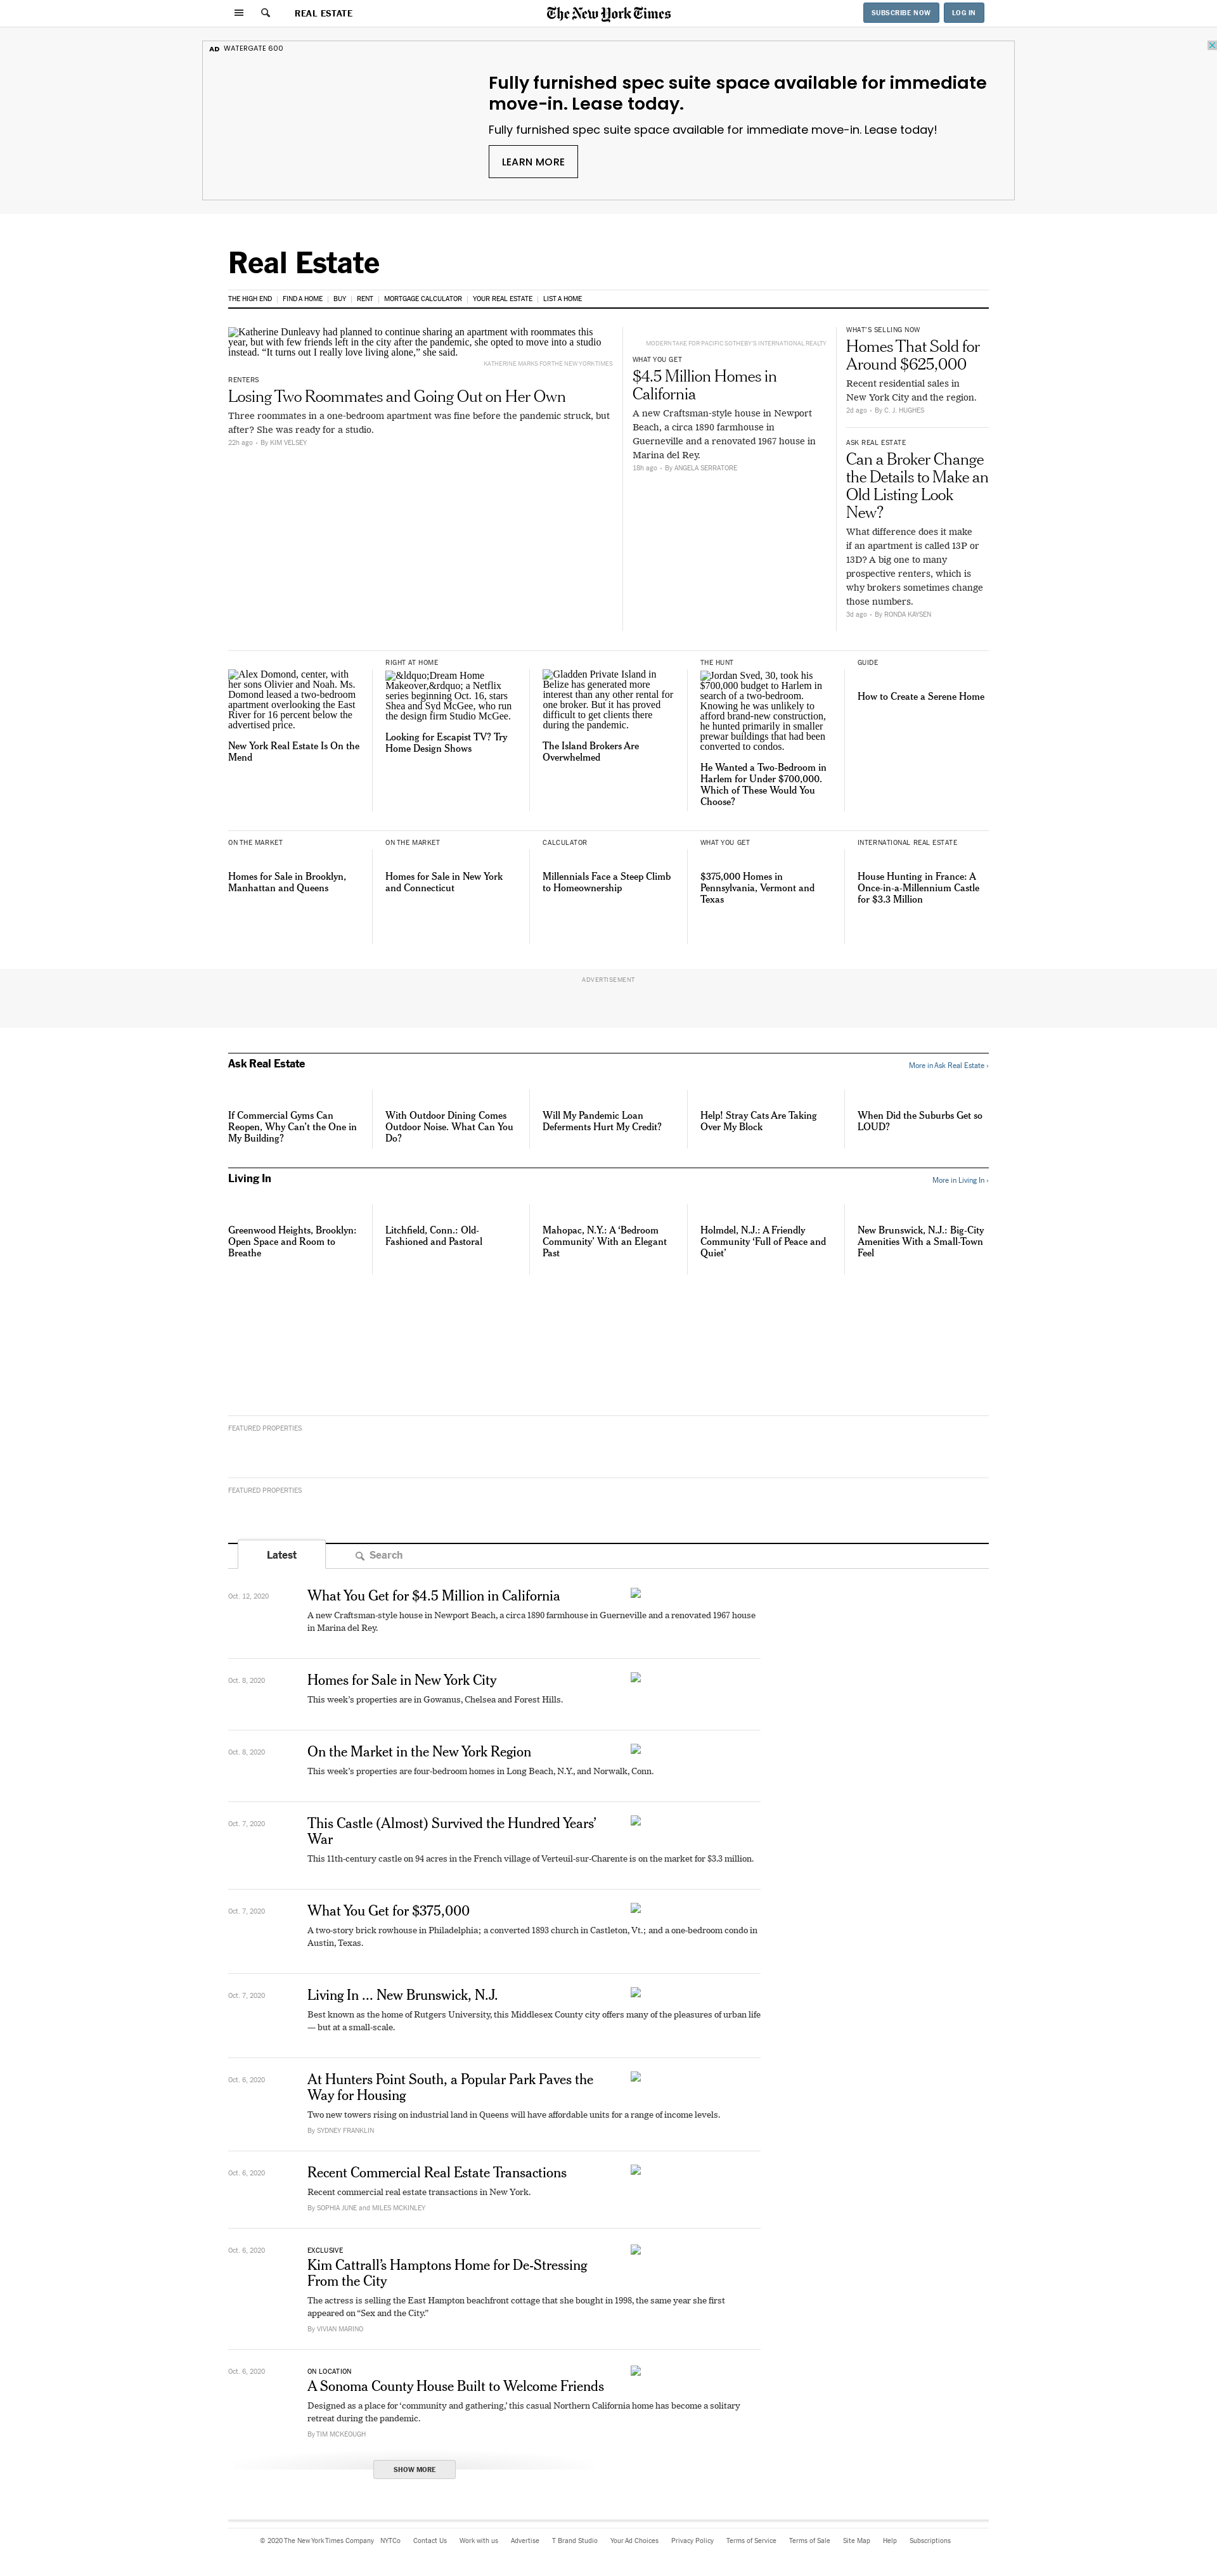 REAL ESTATE
The New York Times
SUBSCRIBE NOW
LOG IN
AD WATERGATE 600
Fully furnished spec suite space available for immediate
move-in. Lease today.
Fully furnished spec suite space available for immediate move-in. Lease today!
LEARN MORE
Real Estate
THE HIGH END | FIND A HOME | BUY | RENT | MORTGAGE CALCULATOR | YOUR REAL ESTATE | LIST A HOME
Katherine Dunleavy had planned to continue sharing an apartment with roommates this
year, but with few friends left in the city after the pandemic, she opted to move into a studio
instead. “It turns out I really love living alone,” she said.
KATHERINE MARKS FOR THE NEW YORK TIMES
RENTERS
Losing Two Roommates and Going Out on Her Own
Three roommates in a one-bedroom apartment was fine before the pandemic struck, but
after? She was ready for a studio.
22h ago • By KIM VELSEY
MODERN TAKE FOR PACIFIC SOTHEBY'S INTERNATIONAL REALTY
WHAT YOU GET
$4.5 Million Homes in
California
A new Craftsman-style house in Newport
Beach, a circa 1890 farmhouse in
Guerneville and a renovated 1967 house in
Marina del Rey.
18h ago • By ANGELA SERRATORE
WHAT'S SELLING NOW
Homes That Sold for
Around $625,000
Recent residential sales in
New York City and the region.
2d ago • By C. J. HUGHES
ASK REAL ESTATE
Can a Broker Change
the Details to Make an
Old Listing Look
New?
What difference does it make
if an apartment is called 13P or
13D? A big one to many
prospective renters, which is
why brokers sometimes change
those numbers.
3d ago • By RONDA KAYSEN
Alex Domond, center, with
her sons Olivier and Noah. Ms.
Domond leased a two-bedroom
apartment overlooking the East
River for 16 percent below the
advertised price.
New York Real Estate Is On the
Mend
RIGHT AT HOME
&ldquo;Dream Home
Makeover,&rdquo; a Netflix
series beginning Oct. 16, stars
Shea and Syd McGee, who run
the design firm Studio McGee.
Looking for Escapist TV? Try
Home Design Shows
Gladden Private Island in
Belize has generated more
interest than any other rental for
one broker. But it has proved
difficult to get clients there
during the pandemic.
The Island Brokers Are
Overwhelmed
THE HUNT
Jordan Sved, 30, took his
$700,000 budget to Harlem in
search of a two-bedroom.
Knowing he was unlikely to
afford brand-new construction,
he hunted primarily in smaller
prewar buildings that had been
converted to condos.
He Wanted a Two-Bedroom in
Harlem for Under $700,000.
Which of These Would You
Choose?
GUIDE
How to Create a Serene Home
ON THE MARKET
Homes for Sale in Brooklyn,
Manhattan and Queens
ON THE MARKET
Homes for Sale in New York
and Connecticut
CALCULATOR
Millennials Face a Steep Climb
to Homeownership
WHAT YOU GET
$375,000 Homes in
Pennsylvania, Vermont and
Texas
INTERNATIONAL REAL ESTATE
House Hunting in France: A
Once-in-a-Millennium Castle
for $3.3 Million
ADVERTISEMENT
Ask Real Estate
More in Ask Real Estate ›
If Commercial Gyms Can
Reopen, Why Can't the One in
My Building?
With Outdoor Dining Comes
Outdoor Noise. What Can You
Do?
Will My Pandemic Loan
Deferments Hurt My Credit?
Help! Stray Cats Are Taking
Over My Block
When Did the Suburbs Get so
LOUD?
Living In
More in Living In ›
Greenwood Heights, Brooklyn:
Open Space and Room to
Breathe
Litchfield, Conn.: Old-
Fashioned and Pastoral
Mahopac, N.Y.: A ‘Bedroom
Community’ With an Elegant
Past
Holmdel, N.J.: A Friendly
Community ‘Full of Peace and
Quiet’
New Brunswick, N.J.: Big-City
Amenities With a Small-Town
Feel
FEATURED PROPERTIES
FEATURED PROPERTIES
Latest
Search
Oct. 12, 2020
What You Get for $4.5 Million in California
A new Craftsman-style house in Newport Beach, a circa 1890 farmhouse in Guerneville and a renovated 1967 house
in Marina del Rey.
Oct. 8, 2020
Homes for Sale in New York City
This week's properties are in Gowanus, Chelsea and Forest Hills.
Oct. 8, 2020
On the Market in the New York Region
This week's properties are four-bedroom homes in Long Beach, N.Y., and Norwalk, Conn.
Oct. 7, 2020
This Castle (Almost) Survived the Hundred Years'
War
This 11th-century castle on 94 acres in the French village of Verteuil-sur-Charente is on the market for $3.3 million.
Oct. 7, 2020
What You Get for $375,000
A two-story brick rowhouse in Philadelphia; a converted 1893 church in Castleton, Vt.; and a one-bedroom condo in
Austin, Texas.
Oct. 7, 2020
Living In ... New Brunswick, N.J.
Best known as the home of Rutgers University, this Middlesex County city offers many of the pleasures of urban life
— but at a small-scale.
Oct. 6, 2020
At Hunters Point South, a Popular Park Paves the
Way for Housing
Two new towers rising on industrial land in Queens will have affordable units for a range of income levels.
By SYDNEY FRANKLIN
Oct. 6, 2020
Recent Commercial Real Estate Transactions
Recent commercial real estate transactions in New York.
By SOPHIA JUNE and MILES MCKINLEY
Oct. 6, 2020
EXCLUSIVE
Kim Cattrall's Hamptons Home for De-Stressing
From the City
The actress is selling the East Hampton beachfront cottage that she bought in 1998, the same year she first
appeared on “Sex and the City.”
By VIVIAN MARINO
Oct. 6, 2020
ON LOCATION
A Sonoma County House Built to Welcome Friends
Designed as a place for ‘community and gathering,’ this casual Northern California home has become a solitary
retreat during the pandemic.
By TIM MCKEOUGH
SHOW MORE
© 2020 The New York Times Company NYTCo Contact Us Work with us Advertise T Brand Studio Your Ad Choices Privacy Policy Terms of Service Terms of Sale Site Map Help Subscriptions